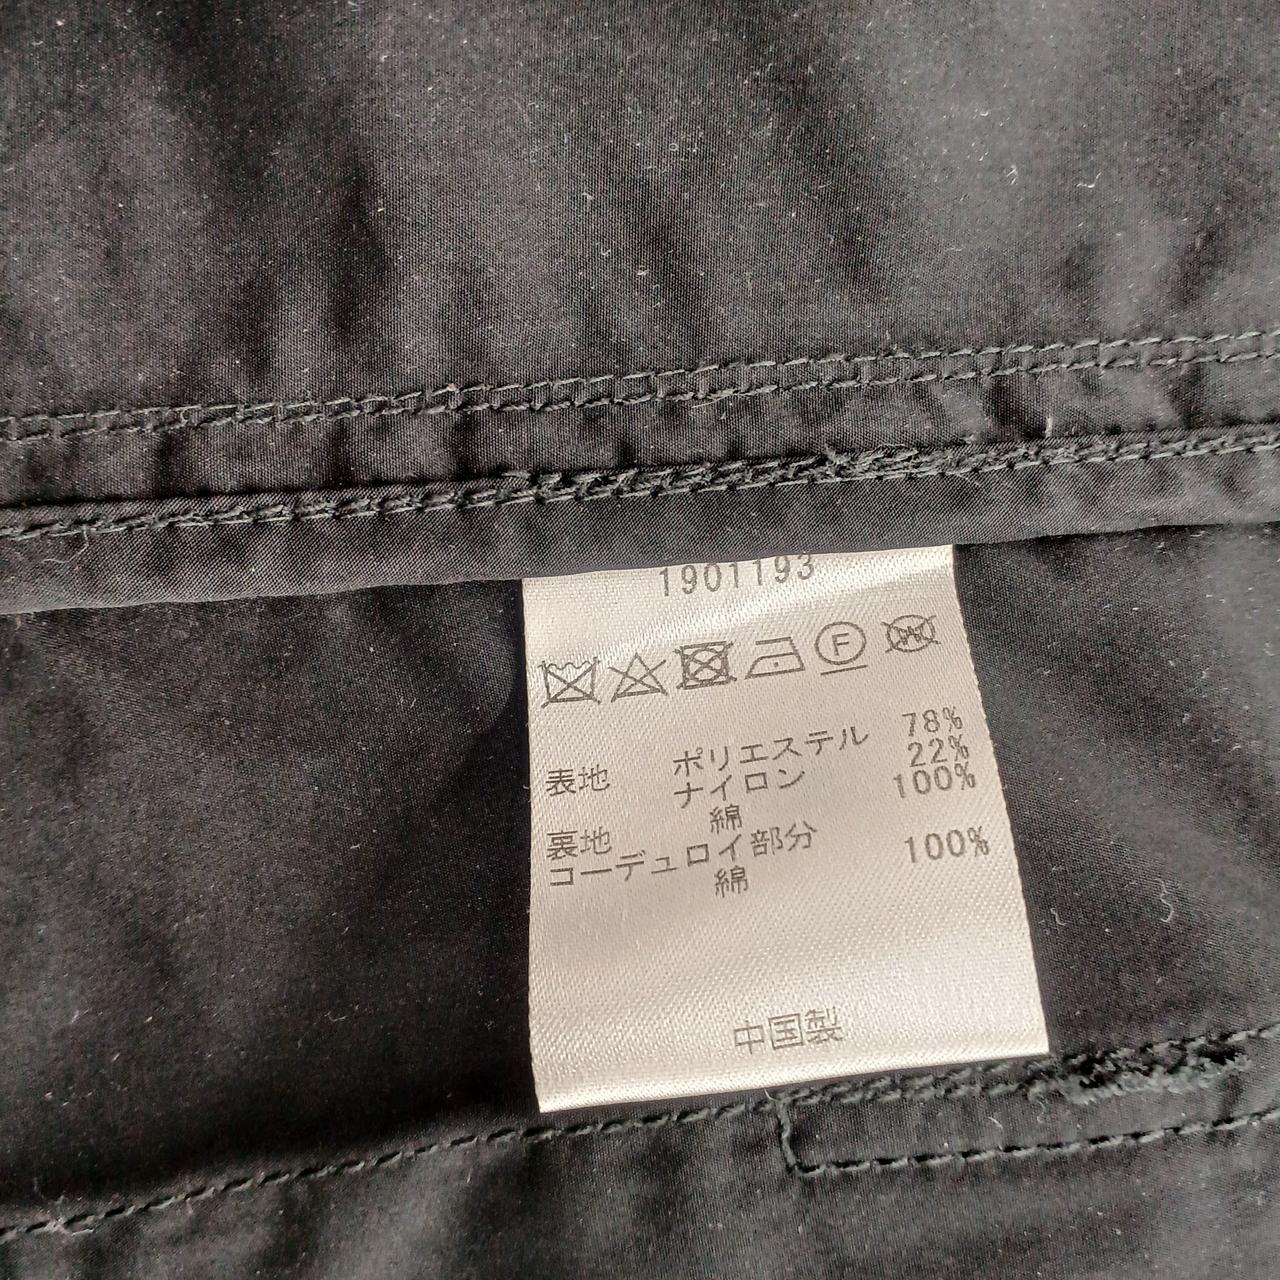 1901193
F W
表地 ポリエステル 78%
ナイロン 22%
裏地 綿 100%
コーデュロイ部分
綿 100%
中国製